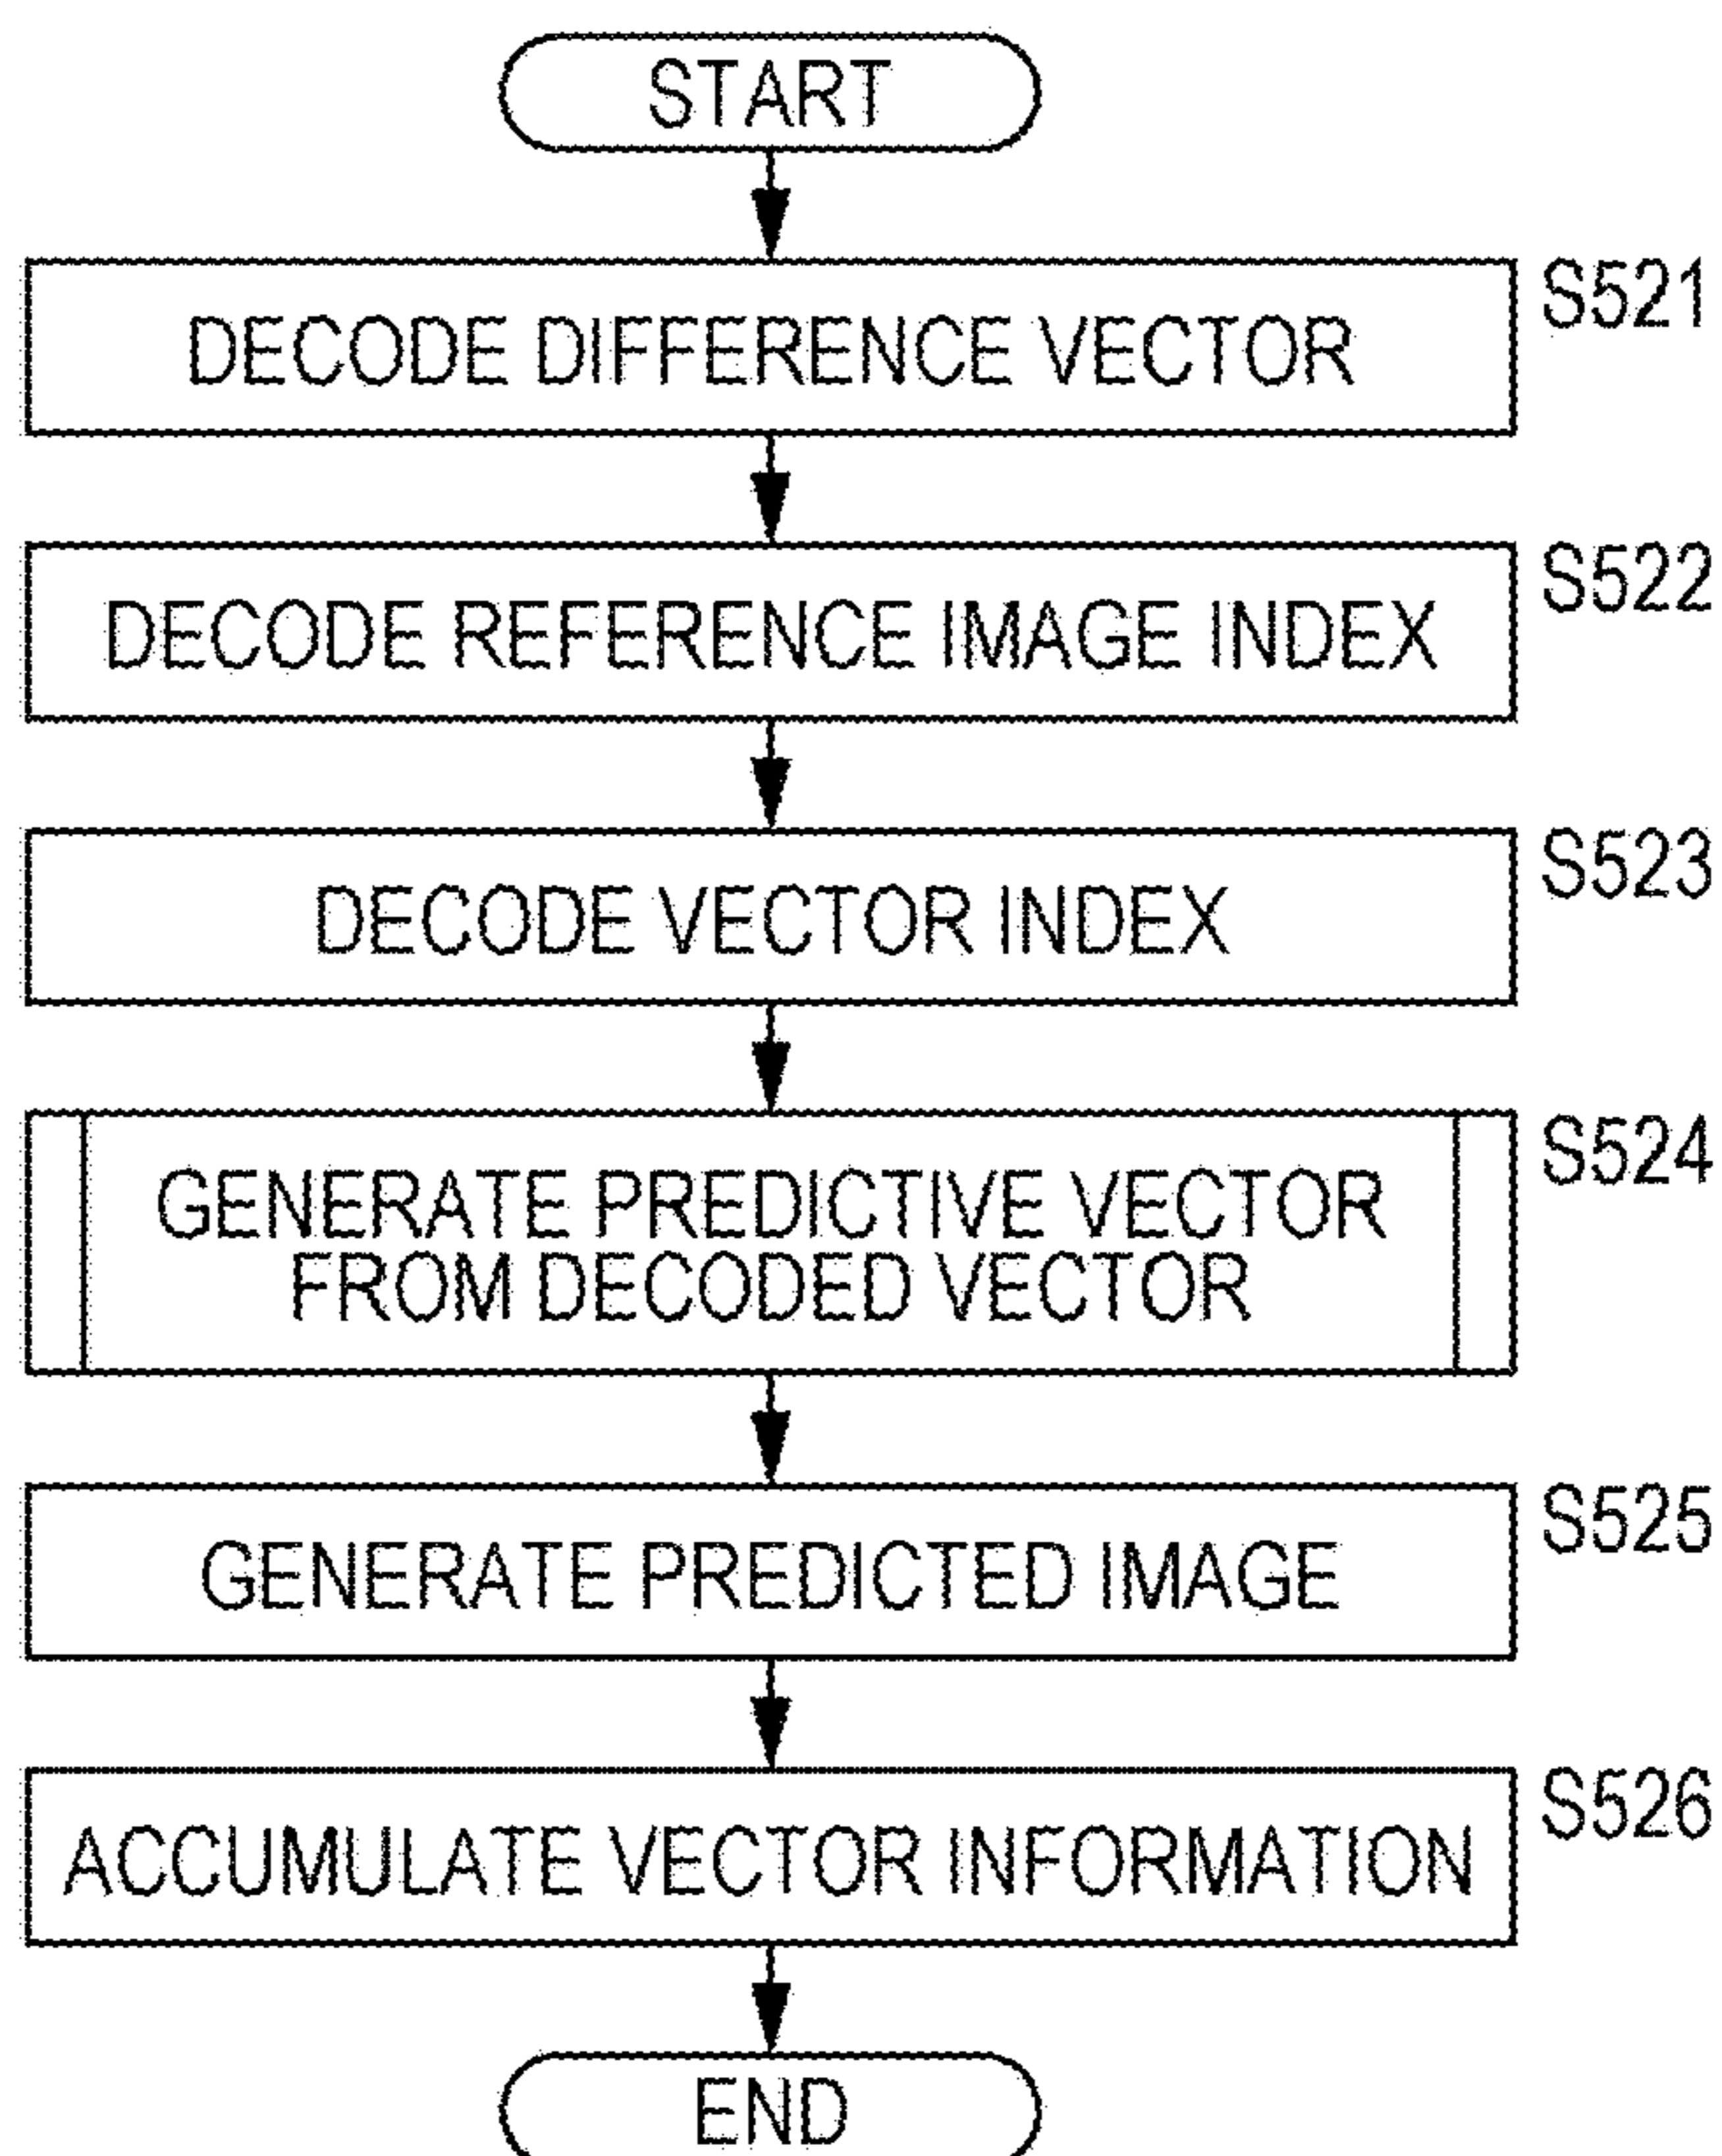 START
DECODE DIFFERENCE VECTOR
S521
DECODE REFERENCE IMAGE INDEX
S522
DECODE VECTOR INDEX
S523
GENERATE PREDICTIVE VECTOR
FROM DECODED VECTOR
S524
GENERATE PREDICTED IMAGE
S525
ACCUMULATE VECTOR INFORMATION
S526
END